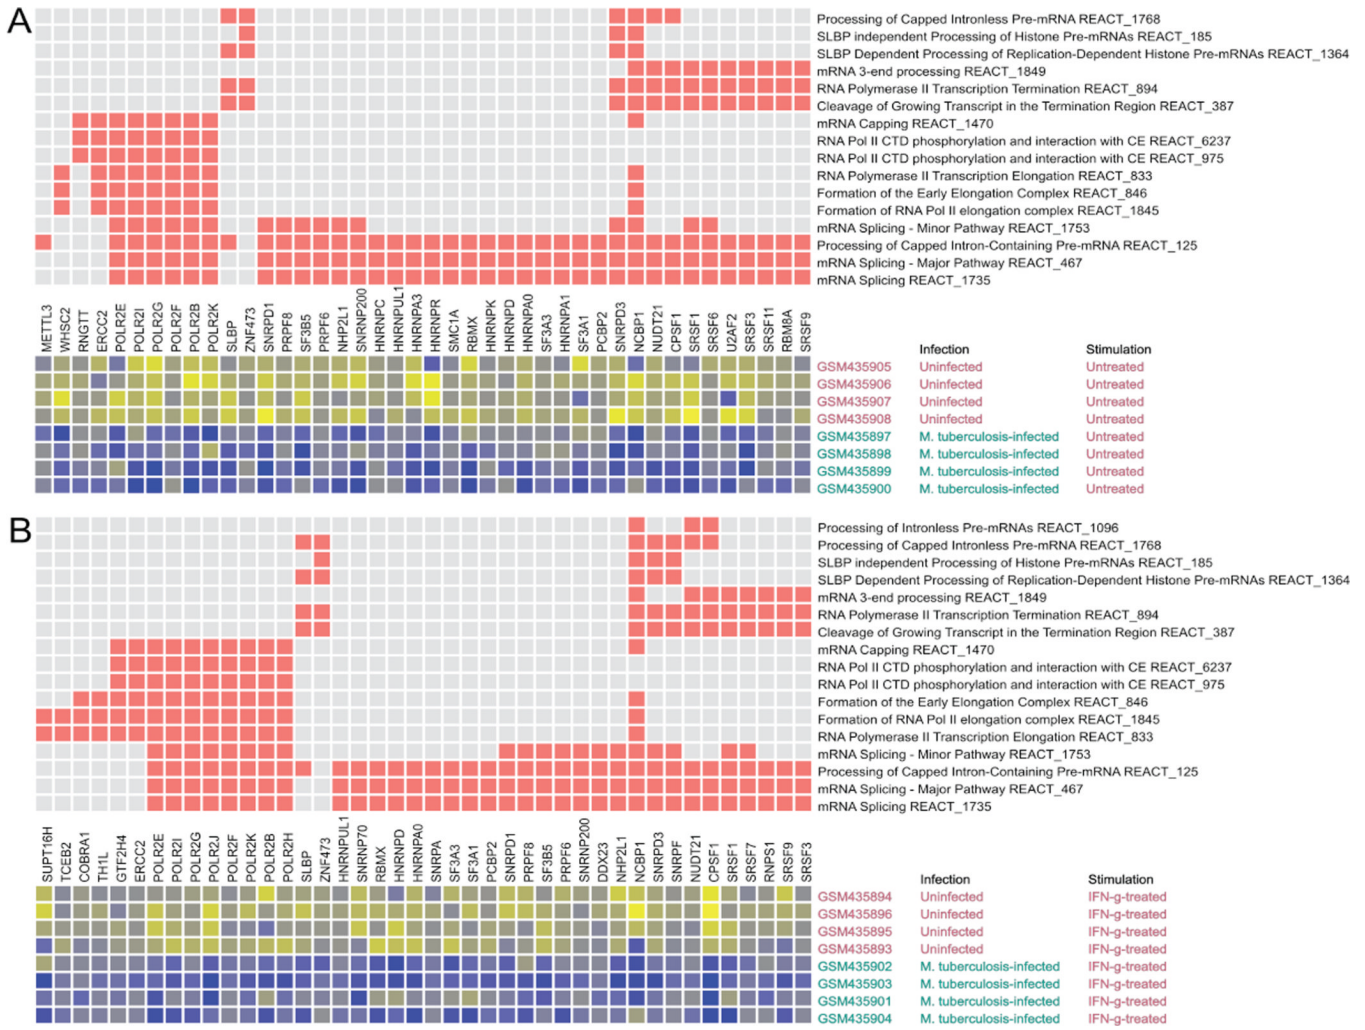 A
Processing of Capped Intronless Pre-mRNA REACT_1768
SLBP independent Processing of Histone Pre-mRNAs REACT_185
SLBP Dependent Processing of Replication-Dependent Histone Pre-mRNAs REACT_1364
mRNA 3-end processing REACT_1849
RNA Polymerase II Transcription Termination REACT_894
Cleavage of Growing Transcript in the Termination Region REACT_387
mRNA Capping REACT_1470
RNA Pol II CTD phosphorylation and interaction with CE REACT_6237
RNA Pol II CTD phosphorylation and interaction with CE REACT_975
RNA Polymerase II Transcription Elongation REACT_833
Formation of the Early Elongation Complex REACT_846
Formation of RNA Pol II elongation complex REACT_1845
mRNA Splicing - Minor Pathway REACT_1753
Processing of Capped Intron-Containing Pre-mRNA REACT_125
mRNA Splicing - Major Pathway REACT_467
mRNA Splicing REACT_1735
METTL3
WHSC2
RNGTT
ERCC2
POLR2E
POLR2I
POLR2G
POLR2F
POLR2B
POLR2K
SLBP
ZNF473
SNRPD1
PRPF8
SF3B5
PRPF6
NHP2L1
SNRNP200
HNRNPC
HNRNPUL1
HNRNPA3
HNRNPR
SMC1A
RBMX
HNRNPK
HNRNPD
HNRNPA0
SF3A3
HNRNPA1
SF3A1
PCBP2
SNRPD3
NCBP1
NUDT21
CPSF1
SRSF1
SRSF6
U2AF2
SRSF3
SRSF11
RBM8A
SRSF9
Infection Stimulation
GSM435905 Uninfected Untreated
GSM435906 Uninfected Untreated
GSM435907 Uninfected Untreated
GSM435908 Uninfected Untreated
GSM435897 M. tuberculosis-infected Untreated
GSM435898 M. tuberculosis-infected Untreated
GSM435899 M. tuberculosis-infected Untreated
GSM435900 M. tuberculosis-infected Untreated
B
Processing of Intronless Pre-mRNAs REACT_1096
Processing of Capped Intronless Pre-mRNA REACT_1768
SLBP independent Processing of Histone Pre-mRNAs REACT_185
SLBP Dependent Processing of Replication-Dependent Histone Pre-mRNAs REACT_1364
mRNA 3-end processing REACT_1849
RNA Polymerase II Transcription Termination REACT_894
Cleavage of Growing Transcript in the Termination Region REACT_387
mRNA Capping REACT_1470
RNA Pol II CTD phosphorylation and interaction with CE REACT_6237
RNA Pol II CTD phosphorylation and interaction with CE REACT_975
Formation of the Early Elongation Complex REACT_846
Formation of RNA Pol II elongation complex REACT_1845
RNA Polymerase II Transcription Elongation REACT_833
mRNA Splicing - Minor Pathway REACT_1753
Processing of Capped Intron-Containing Pre-mRNA REACT_125
mRNA Splicing - Major Pathway REACT_467
mRNA Splicing REACT_1735
SUPT16H
TCEB2
COBRA1
TH1L
GTF2H4
ERCC2
POLR2E
POLR2I
POLR2G
POLR2J
POLR2F
POLR2K
POLR2B
POLR2H
SLBP
ZNF473
HNRNPUL1
SNRNP70
RBMX
HNRNPD
HNRNPA0
SNRPA
SF3A3
SF3A1
PCBP2
SNRPD1
PRPF8
SF3B5
PRPF6
SNRNP200
DDX23
NHP2L1
NCBP1
SNRPD3
SNRPF
NUDT21
CPSF1
SRSF1
SRSF7
RNPS1
SRSF9
SRSF3
Infection Stimulation
GSM435894 Uninfected IFN-g-treated
GSM435896 Uninfected IFN-g-treated
GSM435895 Uninfected IFN-g-treated
GSM435893 Uninfected IFN-g-treated
GSM435902 M. tuberculosis-infected IFN-g-treated
GSM435903 M. tuberculosis-infected IFN-g-treated
GSM435901 M. tuberculosis-infected IFN-g-treated
GSM435904 M. tuberculosis-infected IFN-g-treated